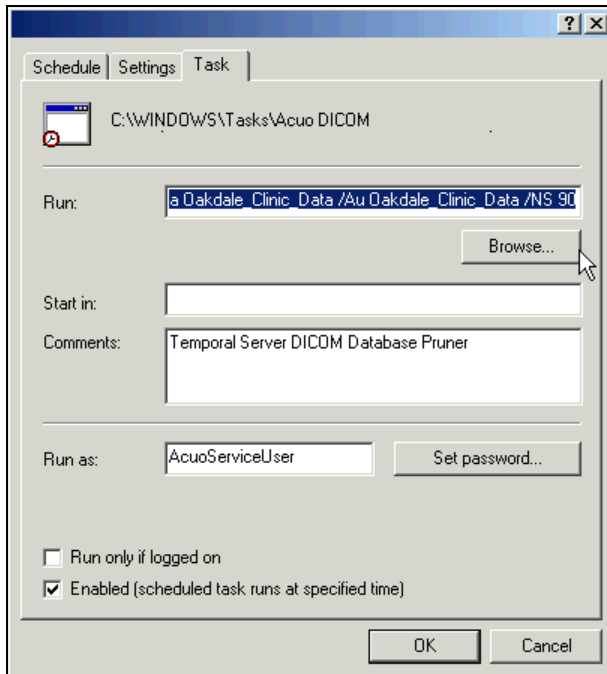 Schedule Settings Task
C:\WINDOWS\Tasks\Acuo DICOM
Run: a Oakdale_Clinic_Data /Au Oakdale_Clinic_Data /NS 90
Browse...
Start in:
Comments: Temporal Server DICOM Database Pruner
Run as: AcuoServiceUser Set password...
Run only if logged on
Enabled (scheduled task runs at specified time)
OK Cancel